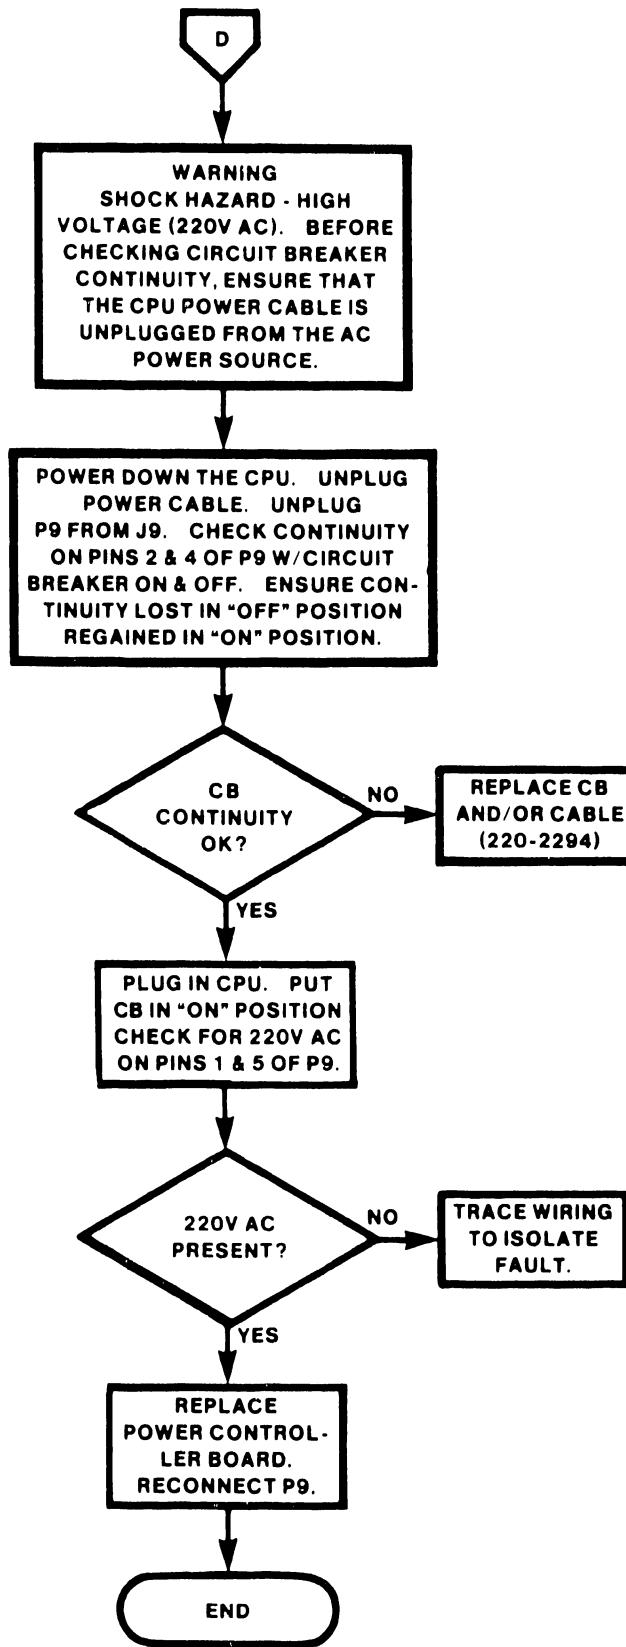 D
WARNING
SHOCK HAZARD - HIGH
VOLTAGE (220V AC). BEFORE
CHECKING CIRCUIT BREAKER
CONTINUITY, ENSURE THAT
THE CPU POWER CABLE IS
UNPLUGGED FROM THE AC
POWER SOURCE.
POWER DOWN THE CPU. UNPLUG
POWER CABLE. UNPLUG
P9 FROM J9. CHECK CONTINUITY
ON PINS 2 & 4 OF P9 W/CIRCUIT
BREAKER ON & OFF. ENSURE CON-
TINUITY LOST IN "OFF" POSITION
REGAINED IN "ON" POSITION.
CB
CONTINUITY
OK?
NO
REPLACE CB
AND/OR CABLE
(220-2294)
YES
PLUG IN CPU. PUT
CB IN "ON" POSITION
CHECK FOR 220V AC
ON PINS 1 & 5 OF P9.
220V AC
PRESENT?
NO
TRACE WIRING
TO ISOLATE
FAULT.
YES
REPLACE
POWER CONTROL-
LER BOARD.
RECONNECT P9.
END